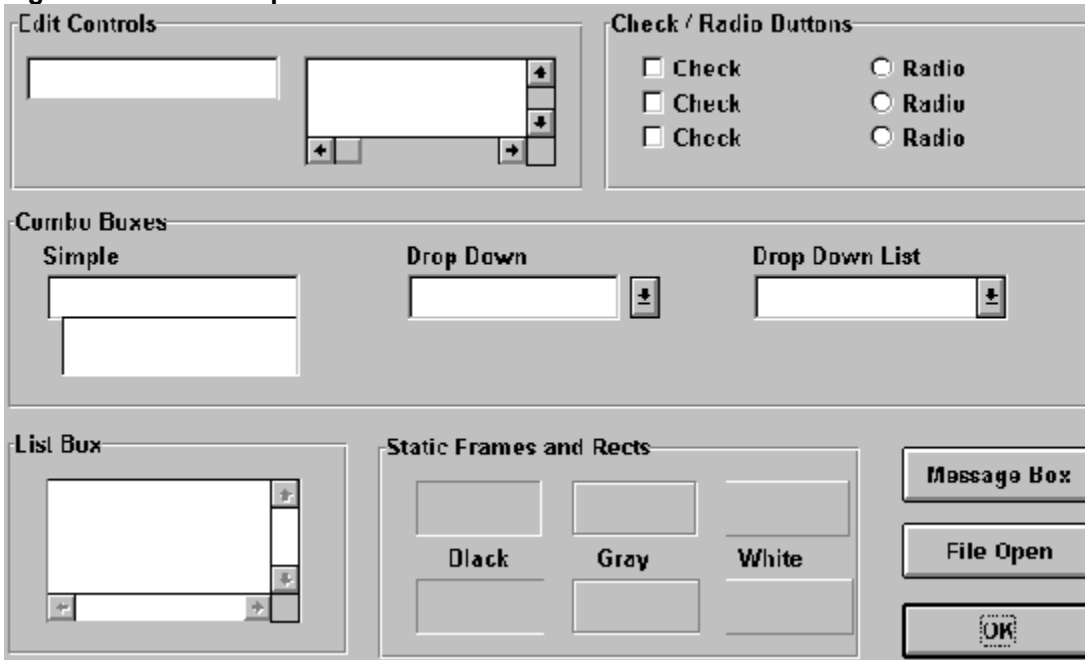 Edit Controls
Check / Radio Buttons
Check
Radio
Check
Radio
Check
Radio
Combo Boxes
Simple
Drop Down
Drop Down List
List Box
Static Frames and Rects
Black
Gray
White
Message Box
File Open
OK